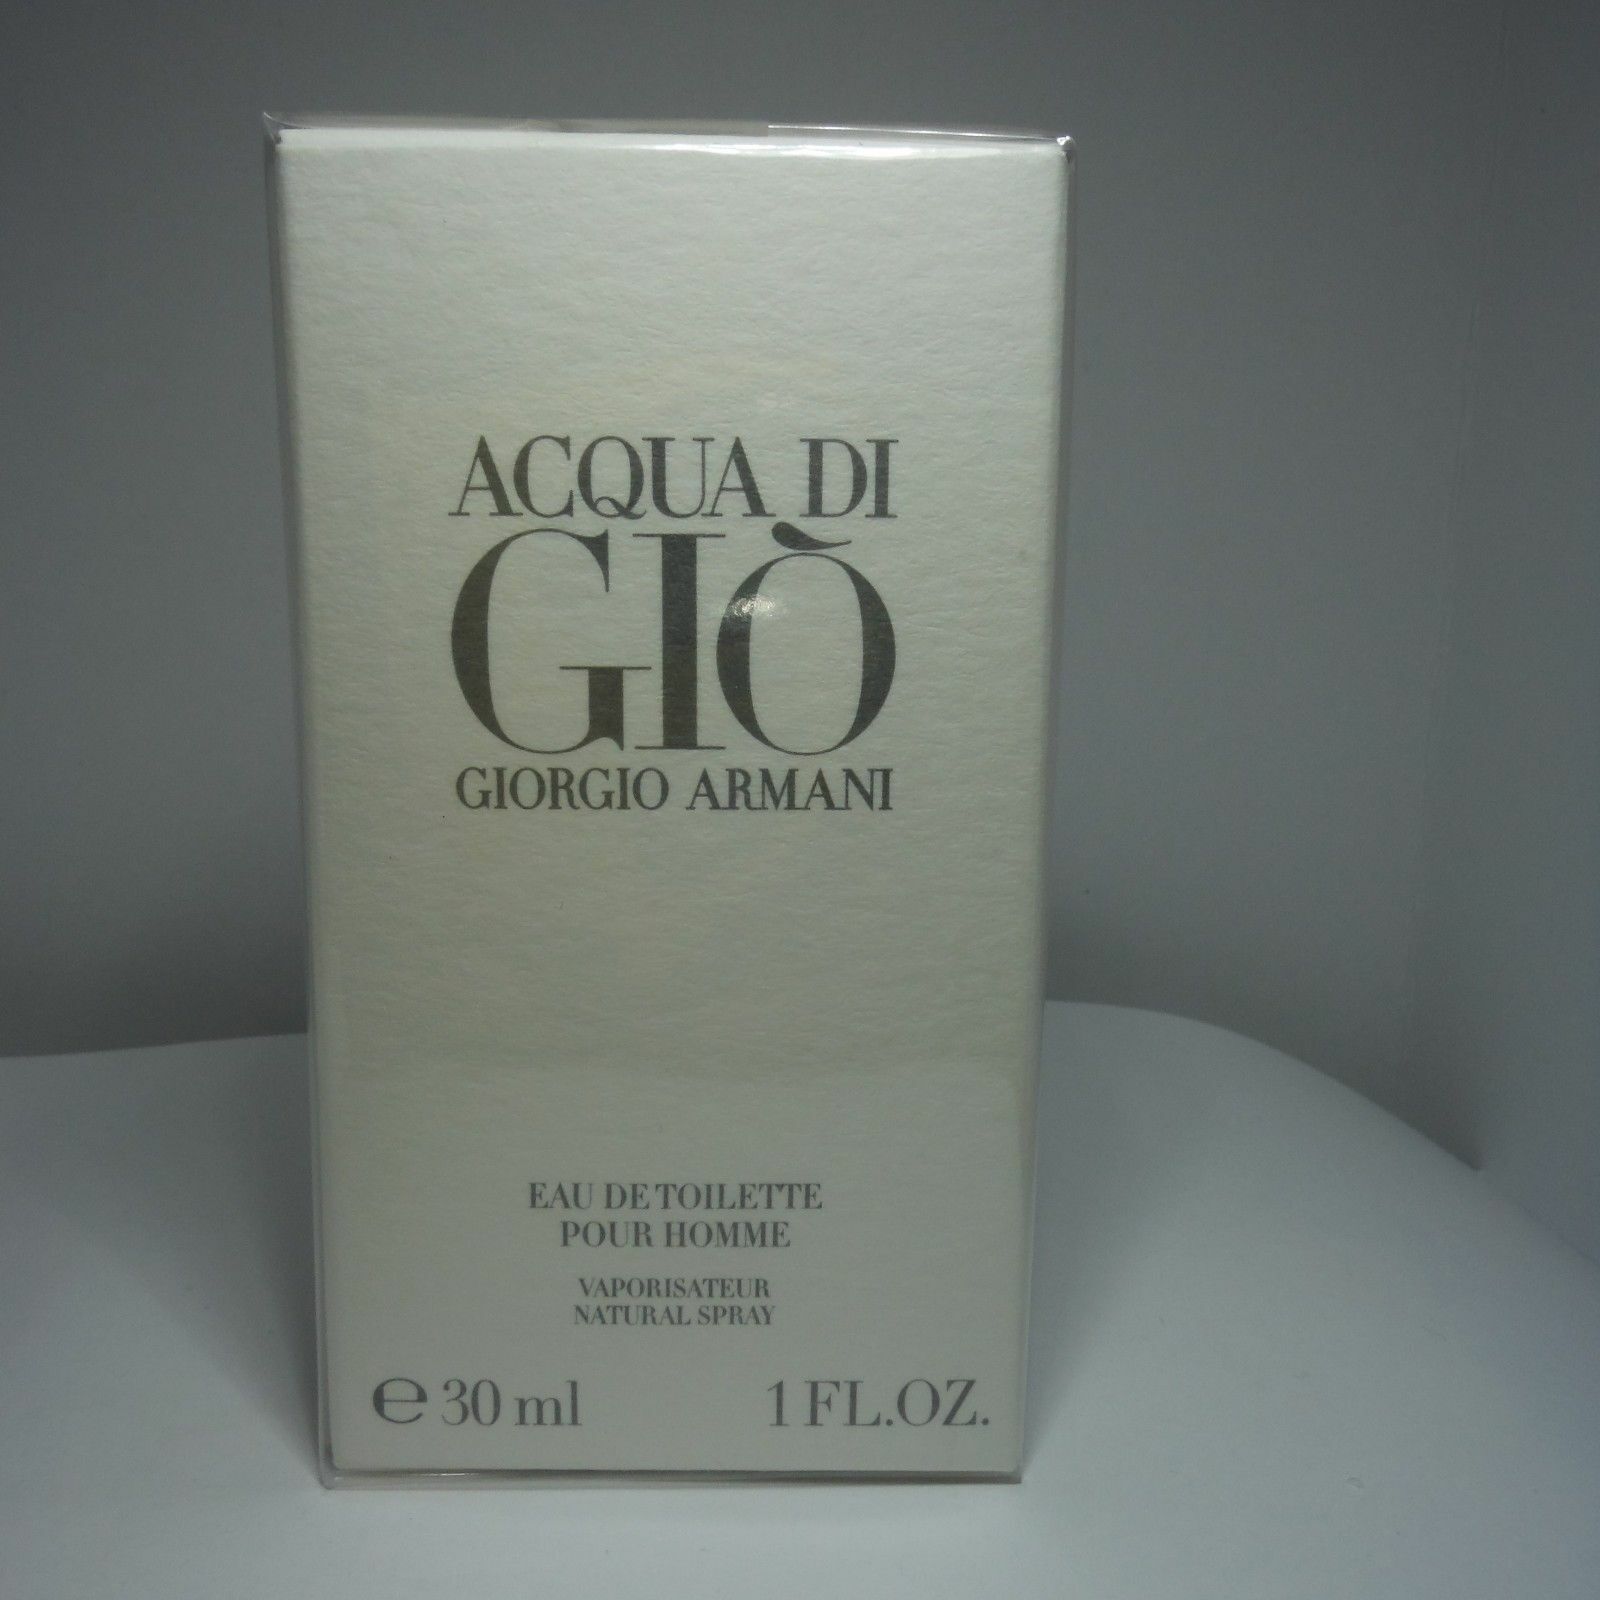 ACQUA DI
GIÒ
GIORGIO ARMANI
EAU DE TOILETTE
POUR HOMME
VAPORISATEUR
NATURAL SPRAY
℮ 30 ml 1 FL.OZ.